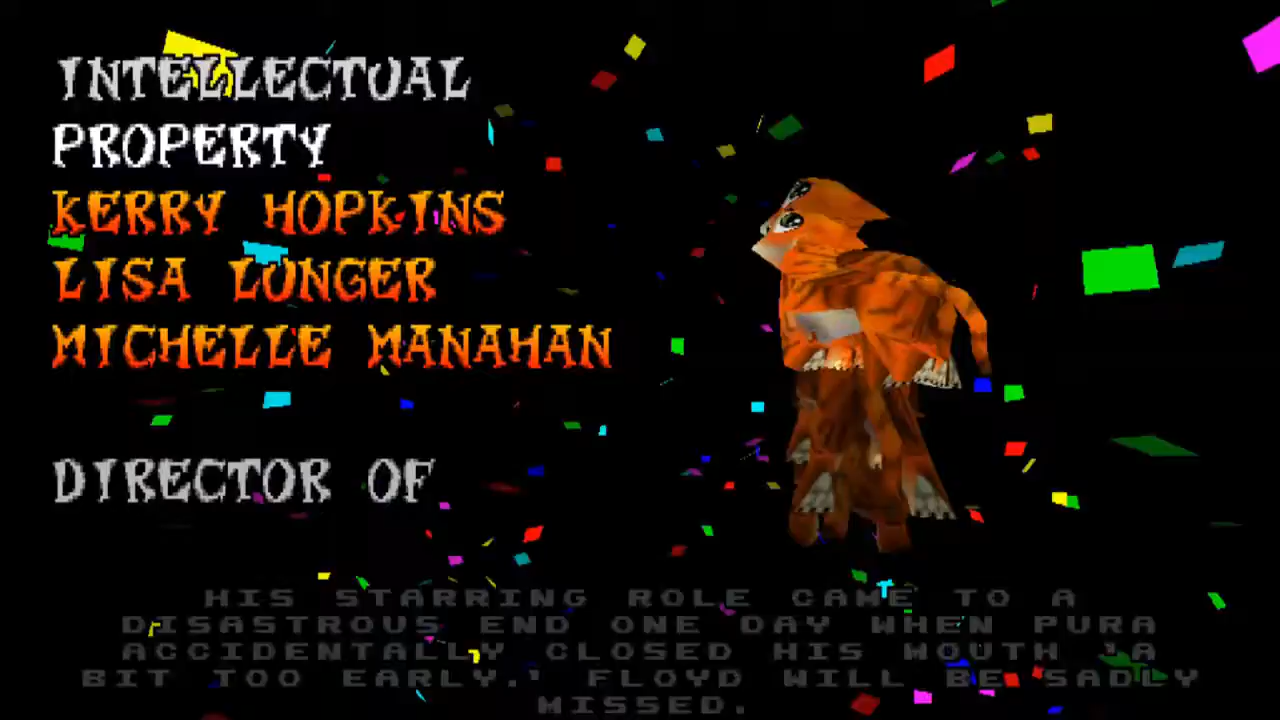 INTELLECTUAL
PROPERTY
KERRY HOPKINS
LISA LUNGER
MICHELLE MANAHAN
DIRECTOR OF
HIS STARRING ROLE CAME TO A
DISASTROUS END ONE DAY WHEN PURA
ACCIDENTALLY CLOSED HIS MOUTH 'A
BIT TOO EARLY.' FLOYD WILL BE SADLY
MISSED.